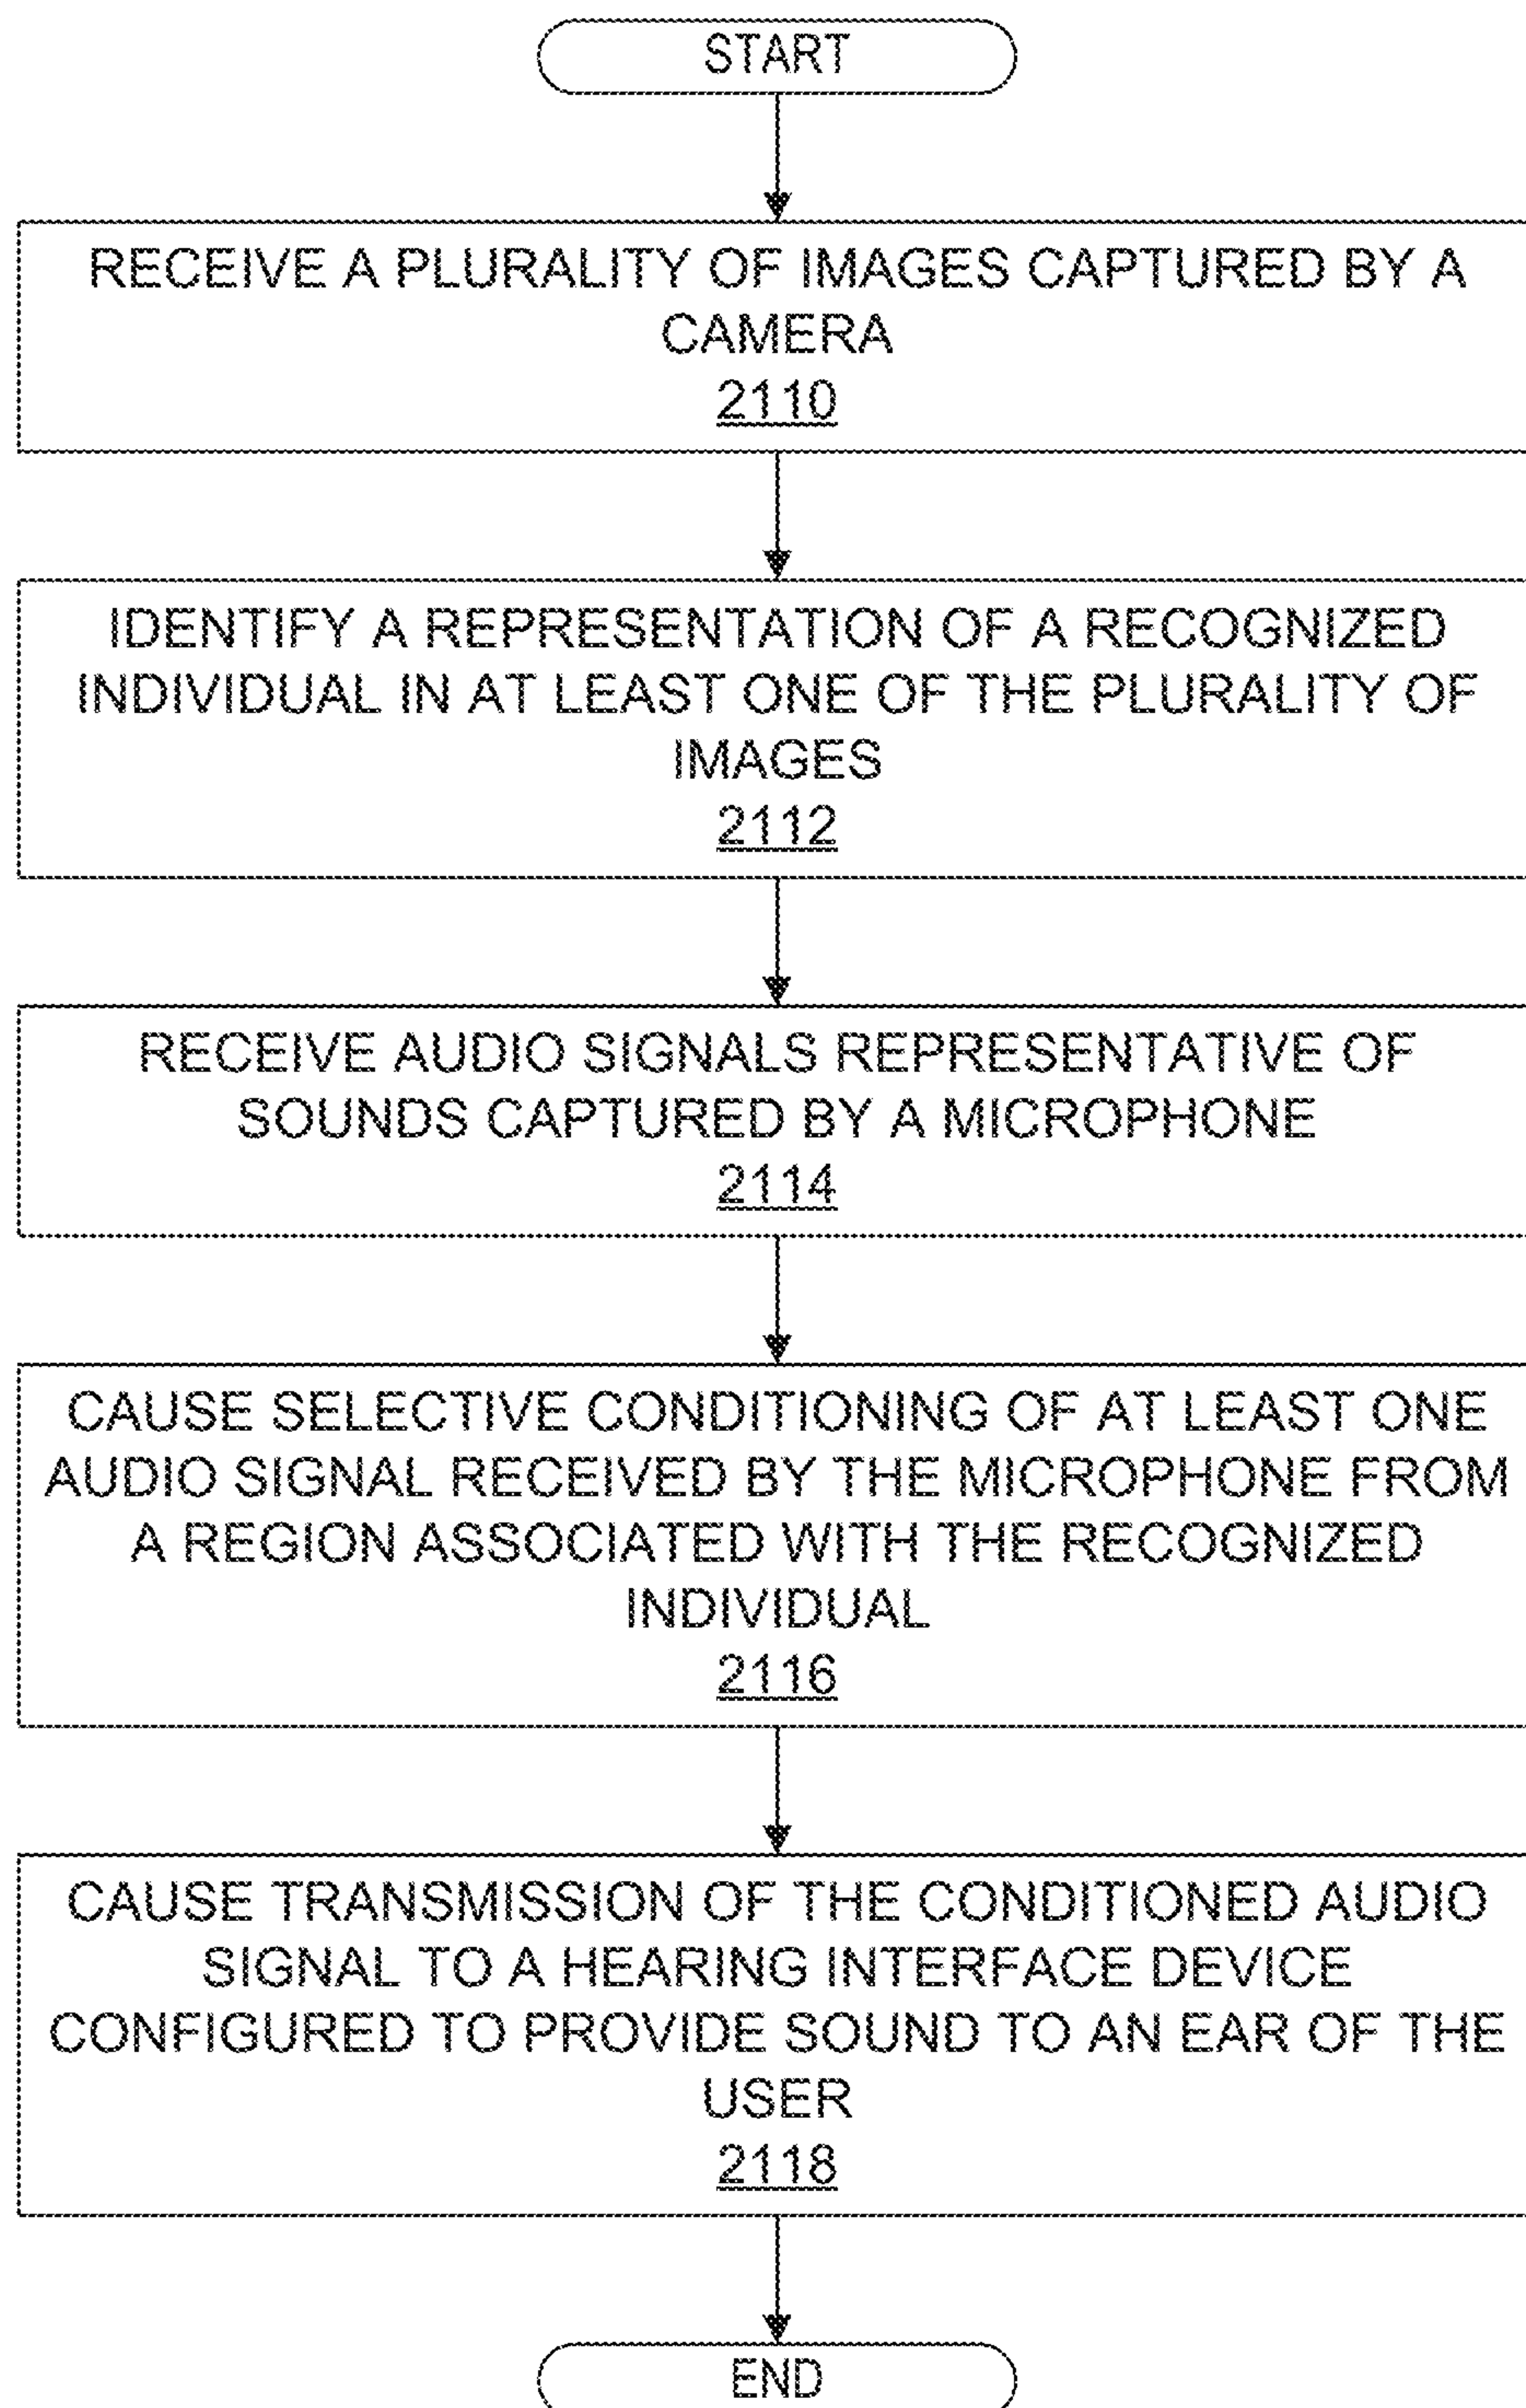 START
RECEIVE A PLURALITY OF IMAGES CAPTURED BY A
CAMERA
2110
IDENTIFY A REPRESENTATION OF A RECOGNIZED
INDIVIDUAL IN AT LEAST ONE OF THE PLURALITY OF
IMAGES
2112
RECEIVE AUDIO SIGNALS REPRESENTATIVE OF
SOUNDS CAPTURED BY A MICROPHONE
2114
CAUSE SELECTIVE CONDITIONING OF AT LEAST ONE
AUDIO SIGNAL RECEIVED BY THE MICROPHONE FROM
A REGION ASSOCIATED WITH THE RECOGNIZED
INDIVIDUAL
2116
CAUSE TRANSMISSION OF THE CONDITIONED AUDIO
SIGNAL TO A HEARING INTERFACE DEVICE
CONFIGURED TO PROVIDE SOUND TO AN EAR OF THE
USER
2118
END